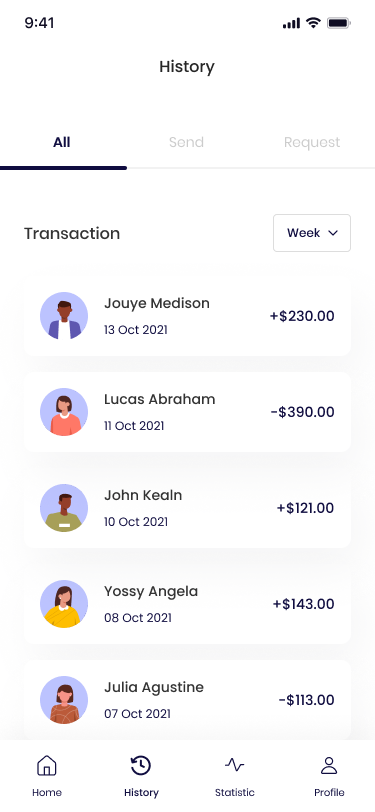 9:41
History
All Send Request
Transaction Week
Jouye Medison
13 Oct 2021
+$230.00
Lucas Abraham
11 Oct 2021
-$390.00
John Kealn
10 Oct 2021
+$121.00
Yossy Angela
08 Oct 2021
+$143.00
Julia Agustine
07 Oct 2021
-$113.00
Home History Statistic Profile